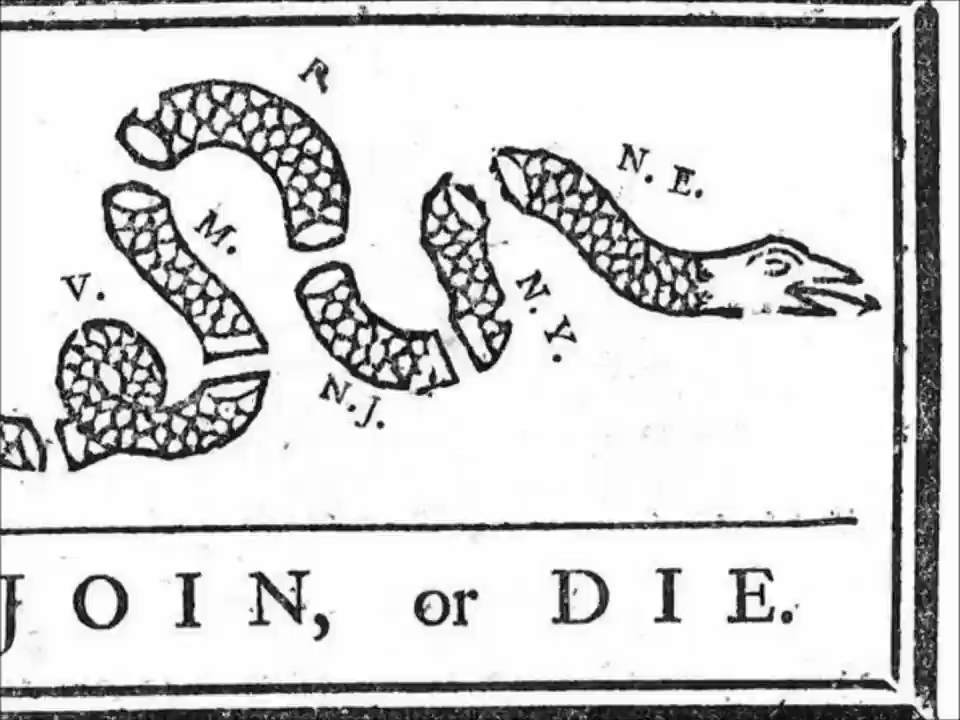 R
N. E.
M.
V.
N. Y.
N.J.
JOIN, or DIE.